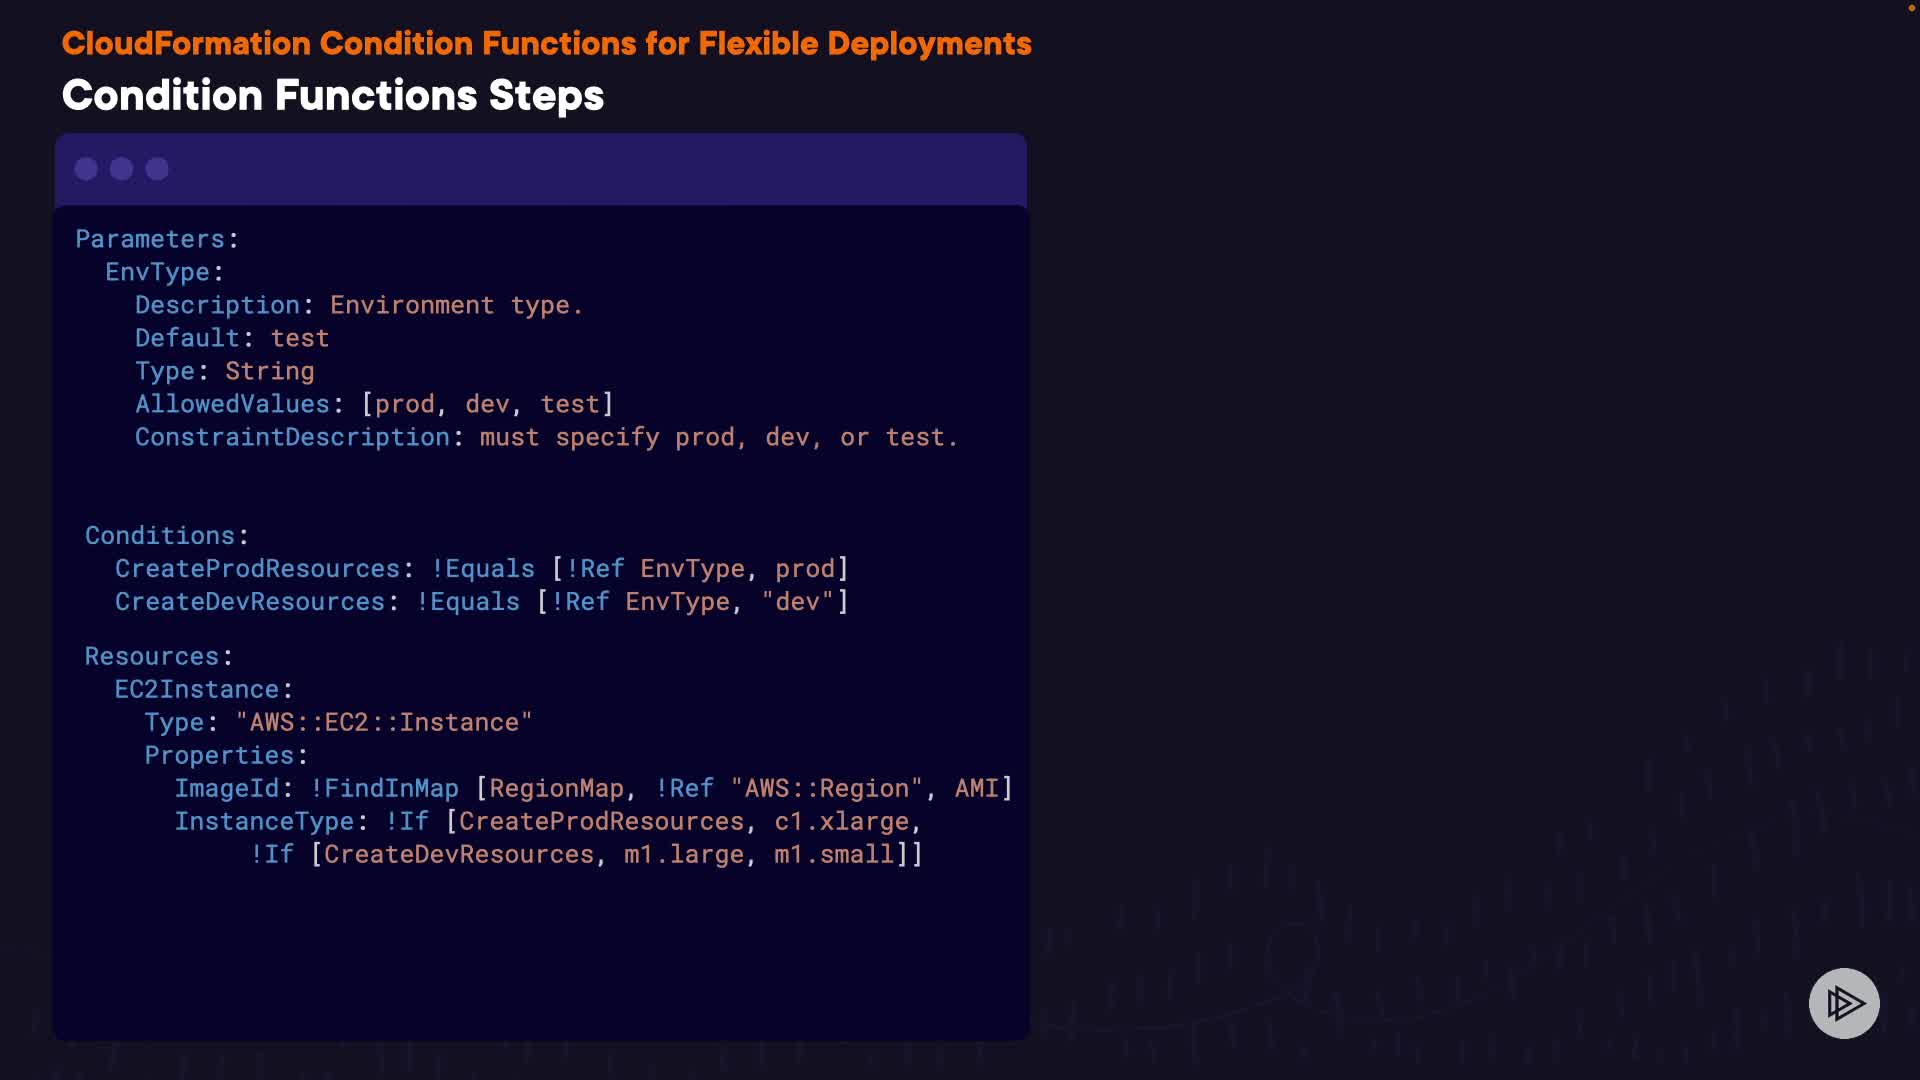 CloudFormation Condition Functions for Flexible Deployments
Condition Functions Steps
Parameters:
  EnvType:
    Description: Environment type.
    Default: test
    Type: String
    AllowedValues: [prod, dev, test]
    ConstraintDescription: must specify prod, dev, or test.
Conditions:
  CreateProdResources: !Equals [!Ref EnvType, prod]
  CreateDevResources: !Equals [!Ref EnvType, "dev"]
Resources:
  EC2Instance:
    Type: "AWS::EC2::Instance"
    Properties:
      ImageId: !FindInMap [RegionMap, !Ref "AWS::Region", AMI]
      InstanceType: !If [CreateProdResources, c1.xlarge,
           !If [CreateDevResources, m1.large, m1.small]]